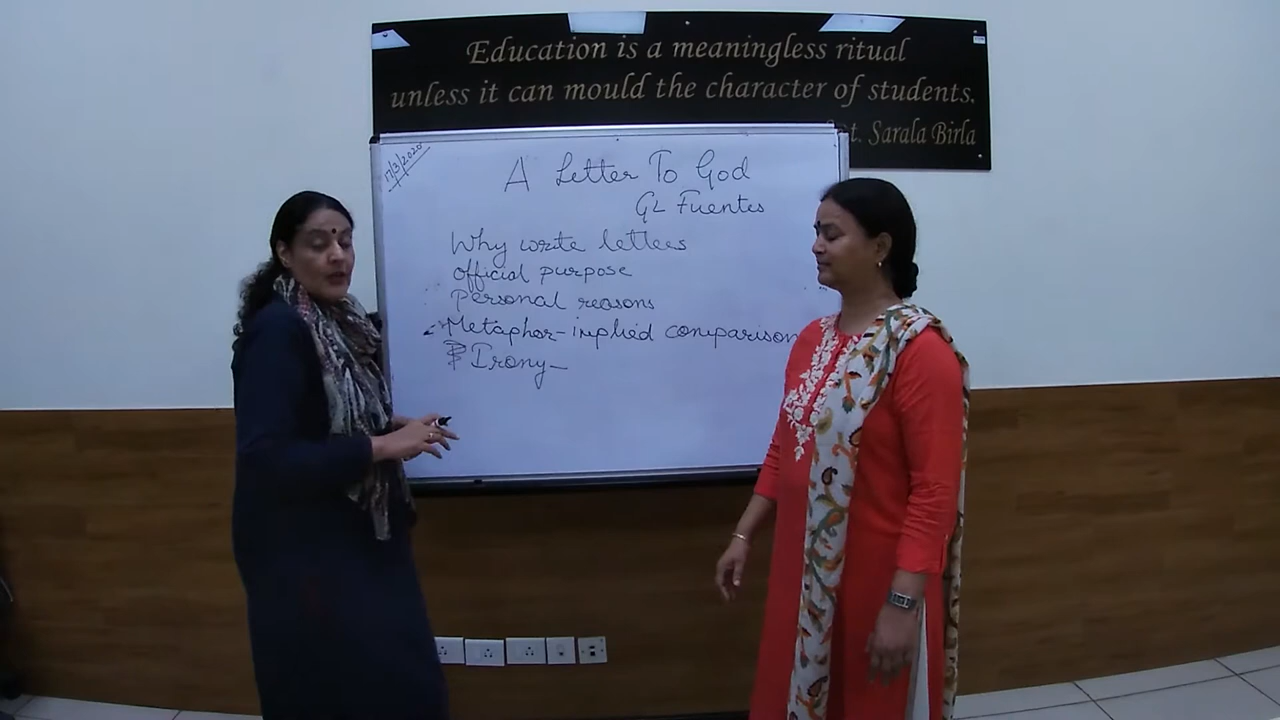 Education is a meaningless ritual
unless it can mould the character of students.
Sarala Birla
17/3/2020
A Letter To God
GL Fuentes
Why write letters
official purpose
Personal reasons
Metaphor-implied comparison
Irony-